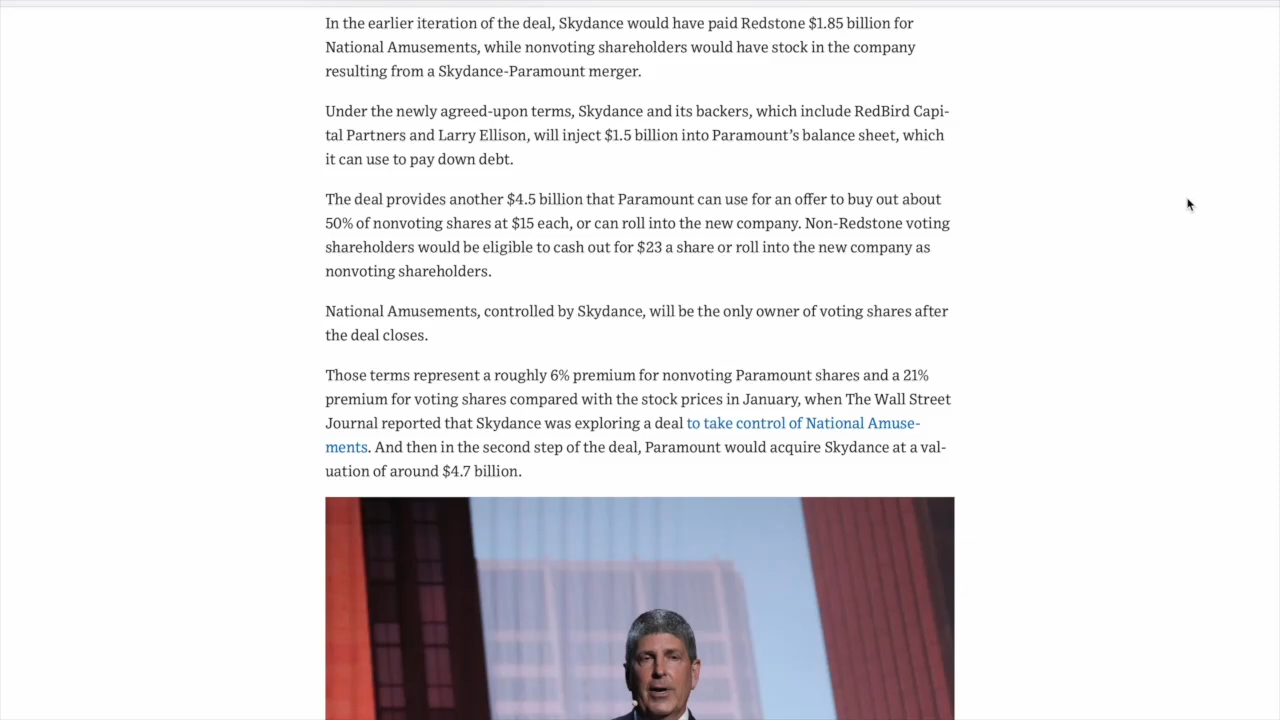 In the earlier iteration of the deal, Skydance would have paid Redstone $1.85 billion for
National Amusements, while nonvoting shareholders would have stock in the company
resulting from a Skydance-Paramount merger.
Under the newly agreed-upon terms, Skydance and its backers, which include RedBird Capi-
tal Partners and Larry Ellison, will inject $1.5 billion into Paramount’s balance sheet, which
it can use to pay down debt.
The deal provides another $4.5 billion that Paramount can use for an offer to buy out about
50% of nonvoting shares at $15 each, or can roll into the new company. Non-Redstone voting
shareholders would be eligible to cash out for $23 a share or roll into the new company as
nonvoting shareholders.
National Amusements, controlled by Skydance, will be the only owner of voting shares after
the deal closes.
Those terms represent a roughly 6% premium for nonvoting Paramount shares and a 21%
premium for voting shares compared with the stock prices in January, when The Wall Street
Journal reported that Skydance was exploring a deal to take control of National Amuse-
ments. And then in the second step of the deal, Paramount would acquire Skydance at a val-
uation of around $4.7 billion.